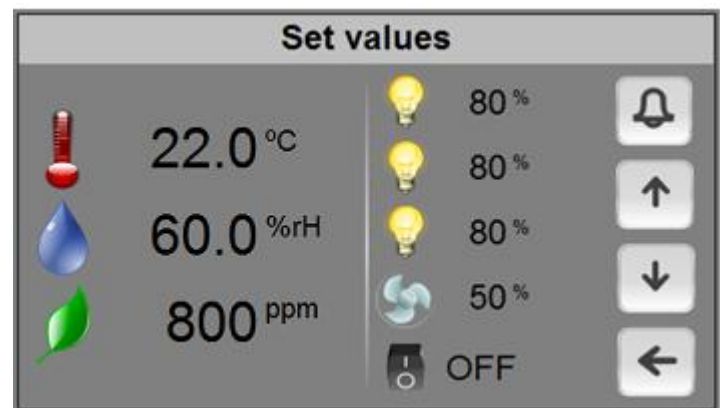 Set values
22.0 °C
60.0 %rH
800 ppm
80 %
80 %
80 %
50 %
OFF